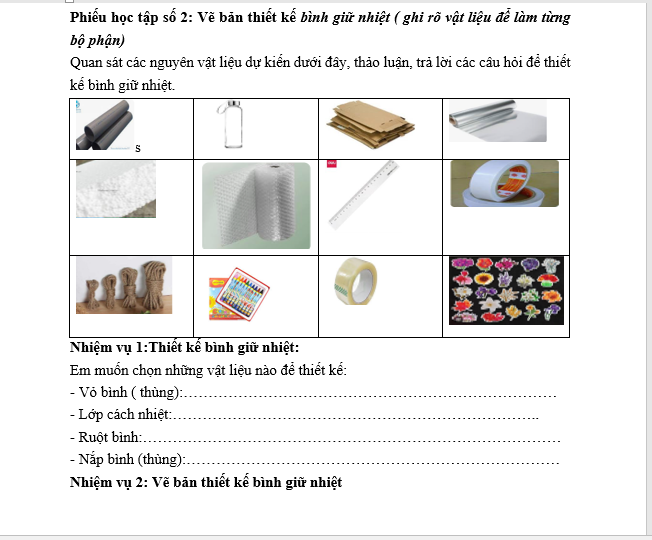 Phiếu học tập số 2: Vẽ bản thiết kế bình giữ nhiệt ( ghi rõ vật liệu để làm từng
bộ phận)
Quan sát các nguyên vật liệu dự kiến dưới đây, thảo luận, trả lời các câu hỏi để thiết
kế bình giữ nhiệt.
s
Nhiệm vụ 1:Thiết kế bình giữ nhiệt:
Em muốn chọn những vật liệu nào để thiết kế:
- Vỏ bình ( thùng):……………………………………………………………………
- Lớp cách nhiệt:…………………………………………………………………..
- Ruột bình:……………………………………………………………………………
- Nắp bình (thùng):……………………………………………………………………
Nhiệm vụ 2: Vẽ bản thiết kế bình giữ nhiệt